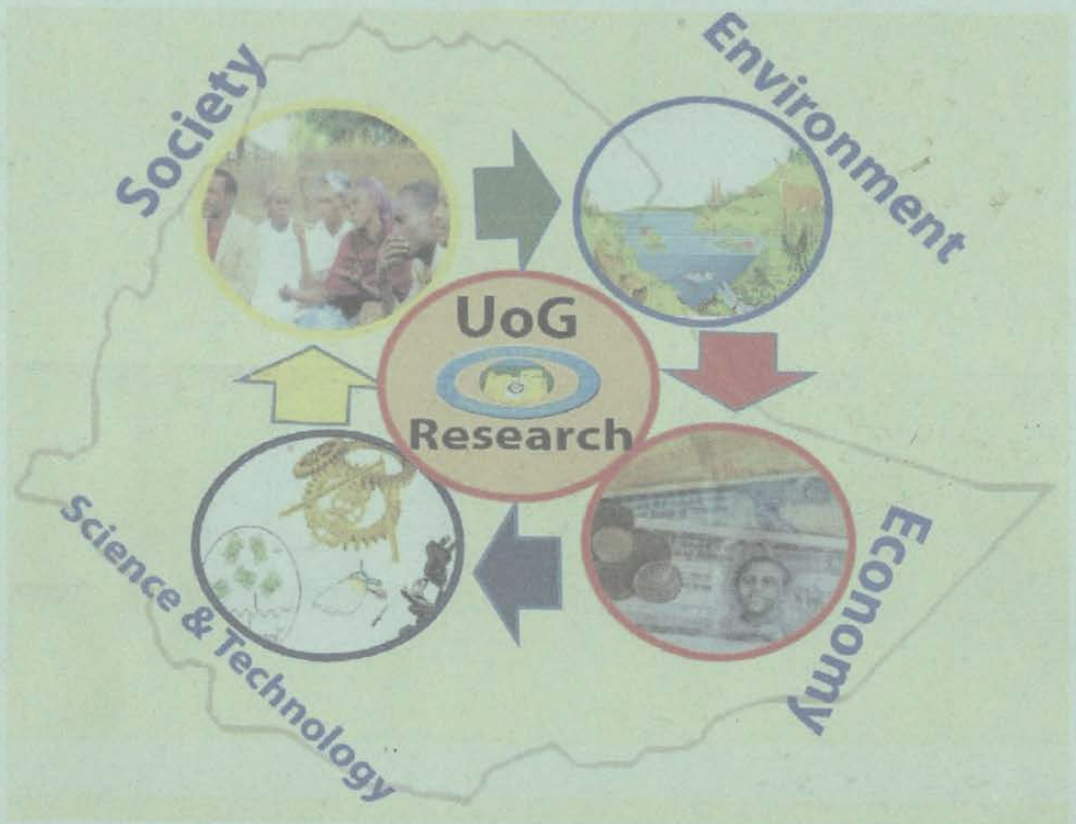 Society
Environment
UoG
Research
Science & Technology
Economy